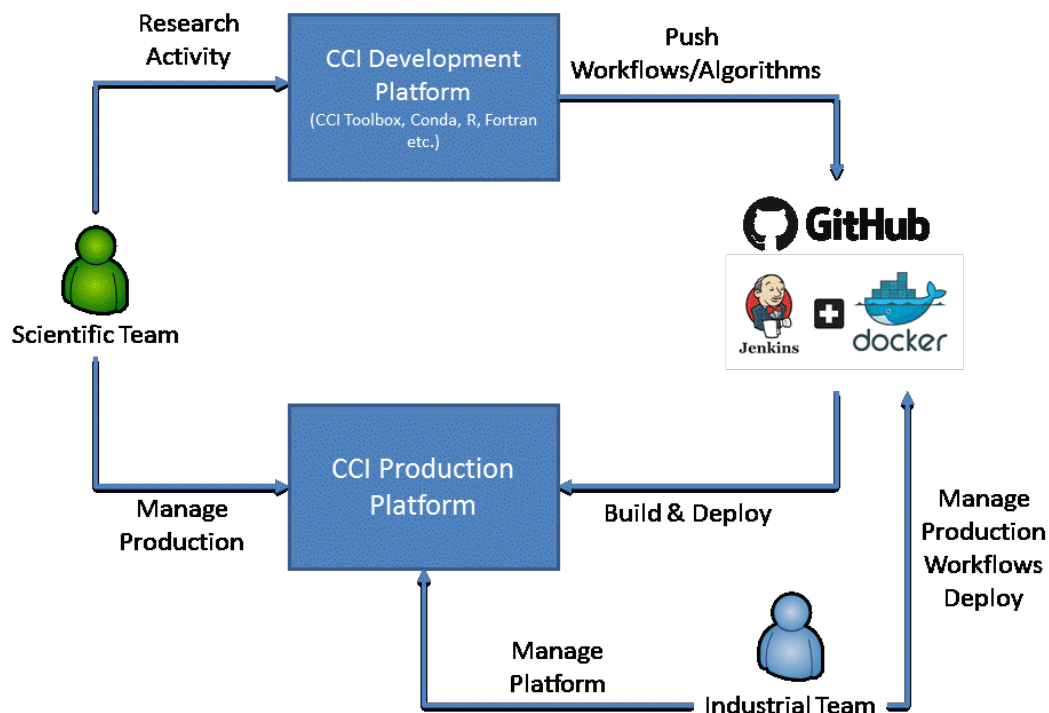 Research
Activity
CCI Development
Platform
(CCI Toolbox, Conda, R, Fortran
etc.)
Push
Workflows/Algorithms
GitHub
Jenkins
docker
Scientific Team
CCI Production
Platform
Manage
Production
Build & Deploy
Manage
Production
Workflows
Deploy
Manage
Platform
Industrial Team